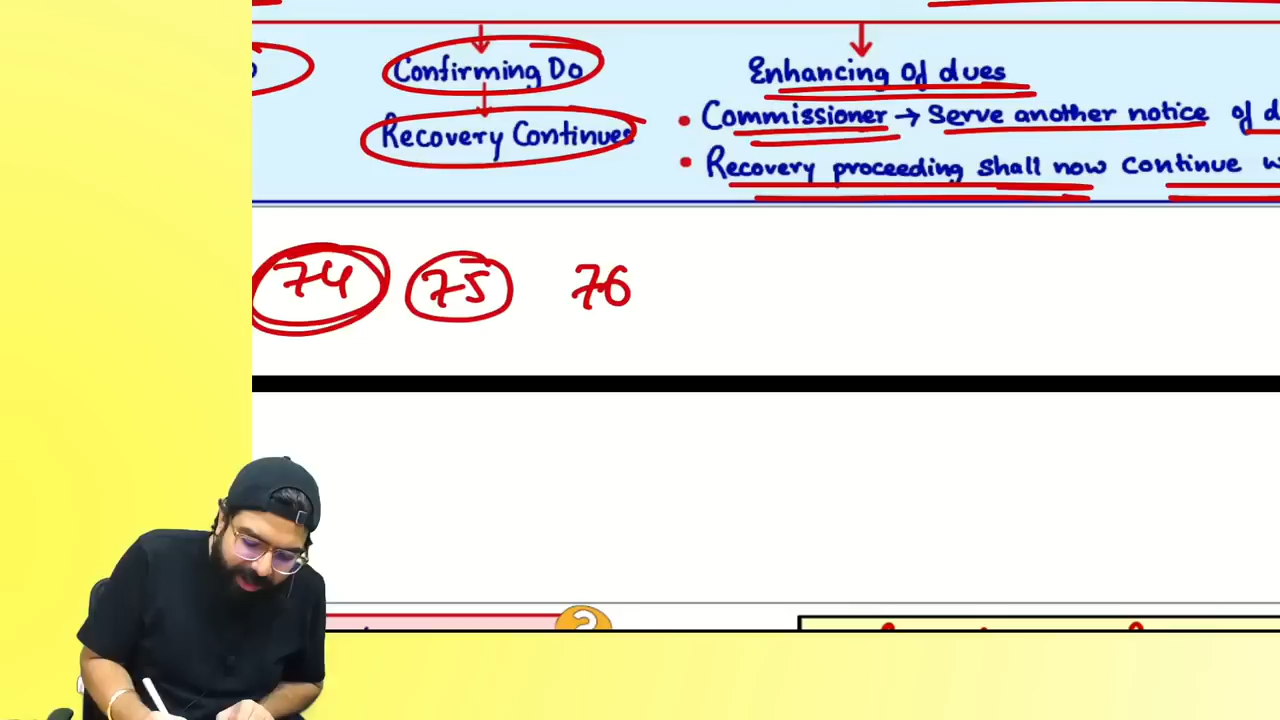 Confirming DO
Recovery Continues
Enhancing Of dues
• Commissioner → Serve another notice of
• Recovery proceeding shall now continue
74 75 76
?